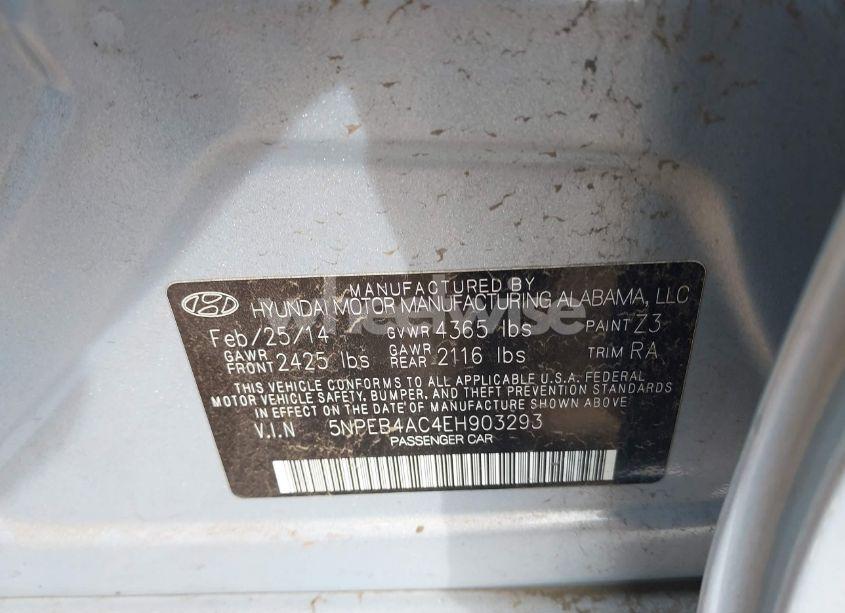 MANUFACTURED BY
HYUNDAI MOTOR MANUFACTURING ALABAMA, LLC
Feb/25/14 GVWR 4365 lbs PAINT Z3
GAWR FRONT 2425 lbs GAWR REAR 2116 lbs TRIM RA
THIS VEHICLE CONFORMS TO ALL APPLICABLE U.S.A. FEDERAL
MOTOR VEHICLE SAFETY, BUMPER, AND THEFT PREVENTION STANDARDS
IN EFFECT ON THE DATE OF MANUFACTURE SHOWN ABOVE
V.I.N 5NPEB4AC4EH903293
PASSENGER CAR